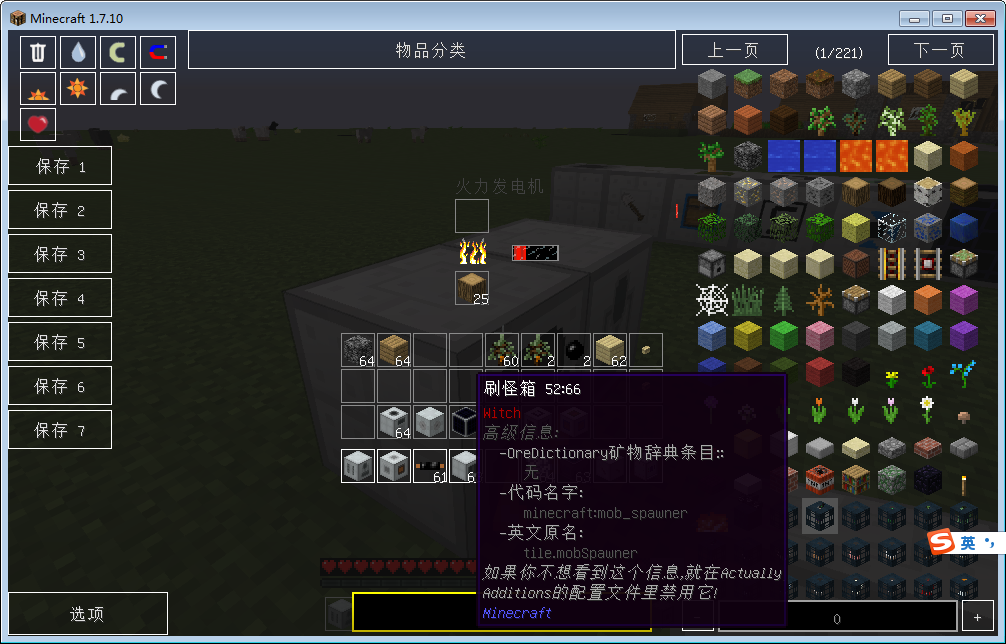 Minecraft 1.7.10
物品分类
上一页
(1/221)
下一页
保存 1
保存 2
保存 3
保存 4
保存 5
保存 6
保存 7
火力发电机
25
64
64
60
2
2
62
64
61
刷怪箱 52:66
Witch
高级信息:
-OreDictionary矿物辞典条目::
无
-代码名字:
minecraft:mob_spawner
-英文原名:
tile.mobSpawner
如果你不想看到这个信息,就在Actually
Additions的配置文件里禁用它!
Minecraft
S 英
选项
0
+